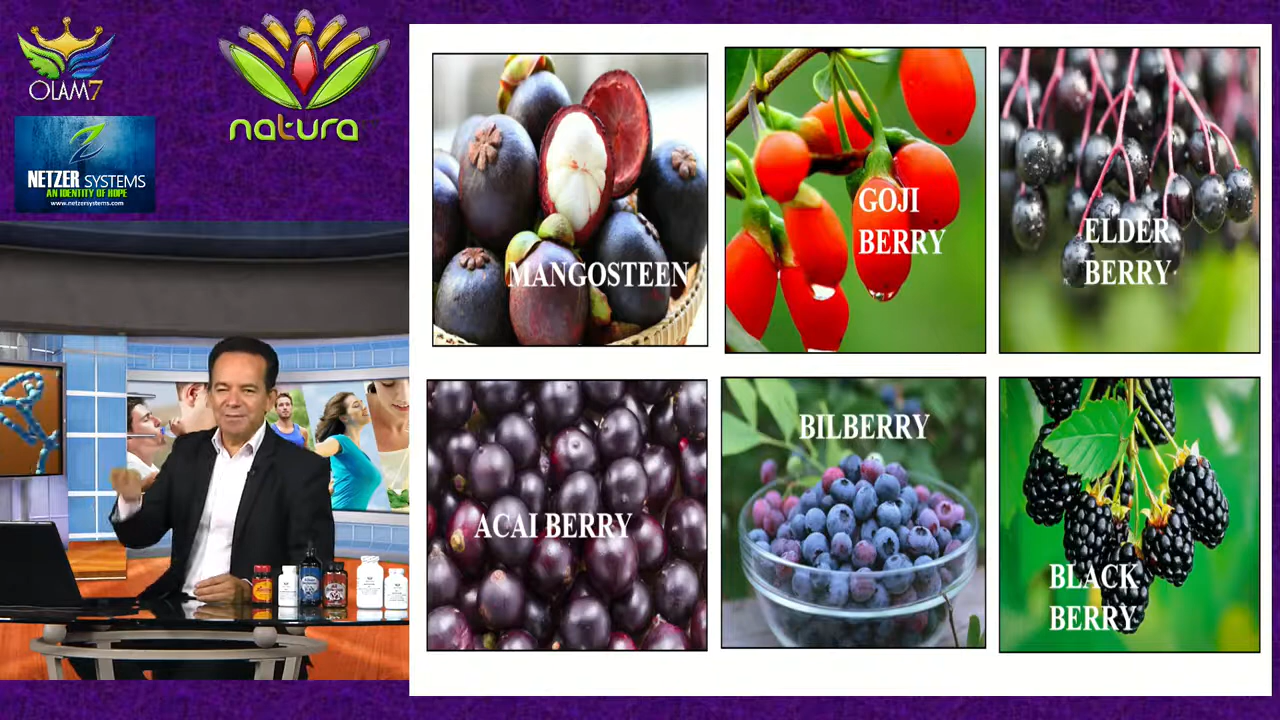 OLAM7
natura
NETZER SYSTEMS
AN IDENTITY OF HOPE
www.netzersystems.com
MANGOSTEEN
GOJI
BERRY
ELDER
BERRY
ACAI BERRY
BILBERRY
BLACK
BERRY